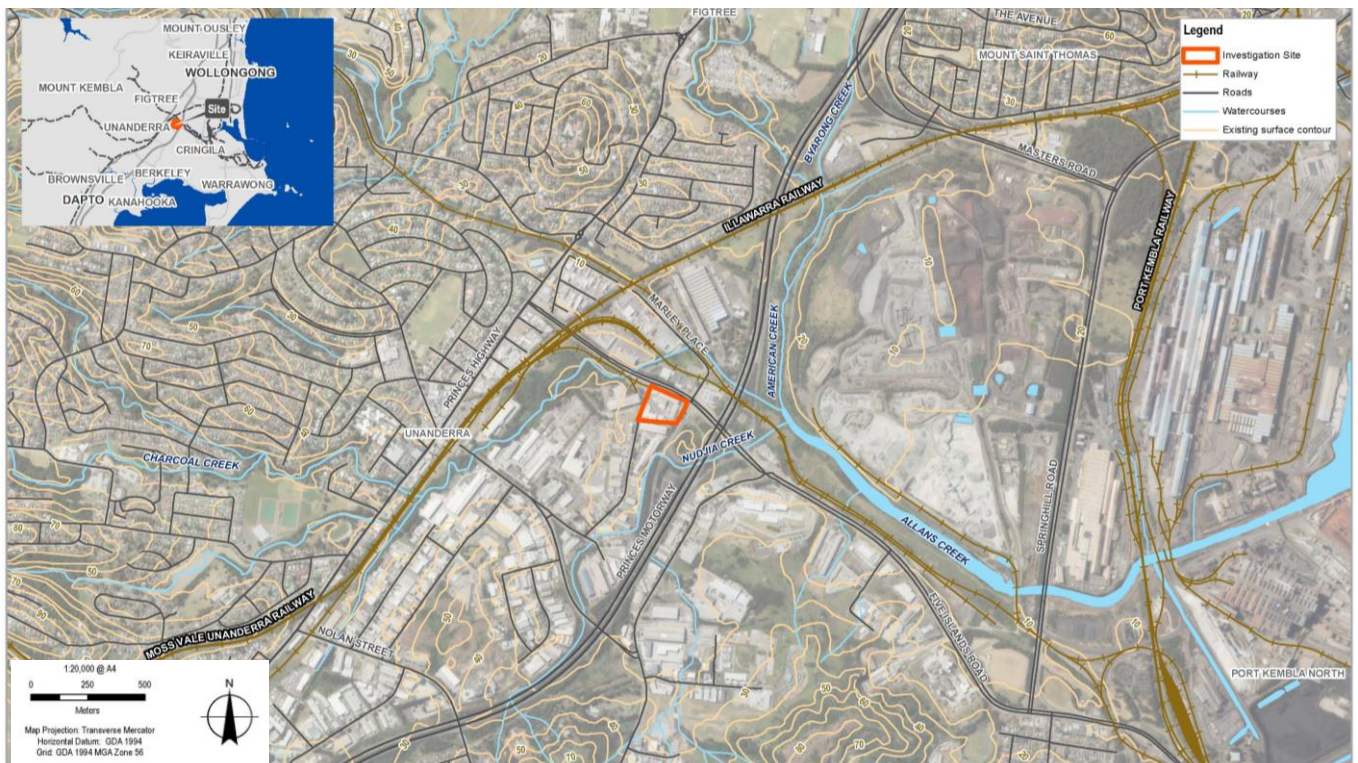 MOUNT OUSLEY
KEIRAVILLE
WOLLONGONG
MOUNT KEMBLA
FIGTREE
Site
UNANDERRA
CRINGILA
BROWNSVILLE
BERKELEY
WARRAWONG
DAPTO
KANAHOOKA
FIGTREE
THE AVENUE
MOUNT SAINT THOMAS
Legend
Investigation Site
Railway
Roads
Watercourses
Existing surface contour
BYARONG CREEK
MASTERS ROAD
ILLAWARRA RAILWAY
PORT KEMBLA RAILWAY
MARLEY PLACE
AMERICAN CREEK
PRINCES HIGHWAY
UNANDERRA
CHARCOAL CREEK
NUDJIA CREEK
PRINCES MOTORWAY
ALLANS CREEK
SPRINGHILL ROAD
FIVE ISLANDS ROAD
MOSS VALE UNANDERRA RAILWAY
NOLAN STREET
PORT KEMBLA NORTH
1:20,000 @ A4
0 250 500
Meters
Map Projection: Transverse Mercator
Horizontal Datum: GDA 1994
Grid: GDA 1994 MGA Zone 56
N